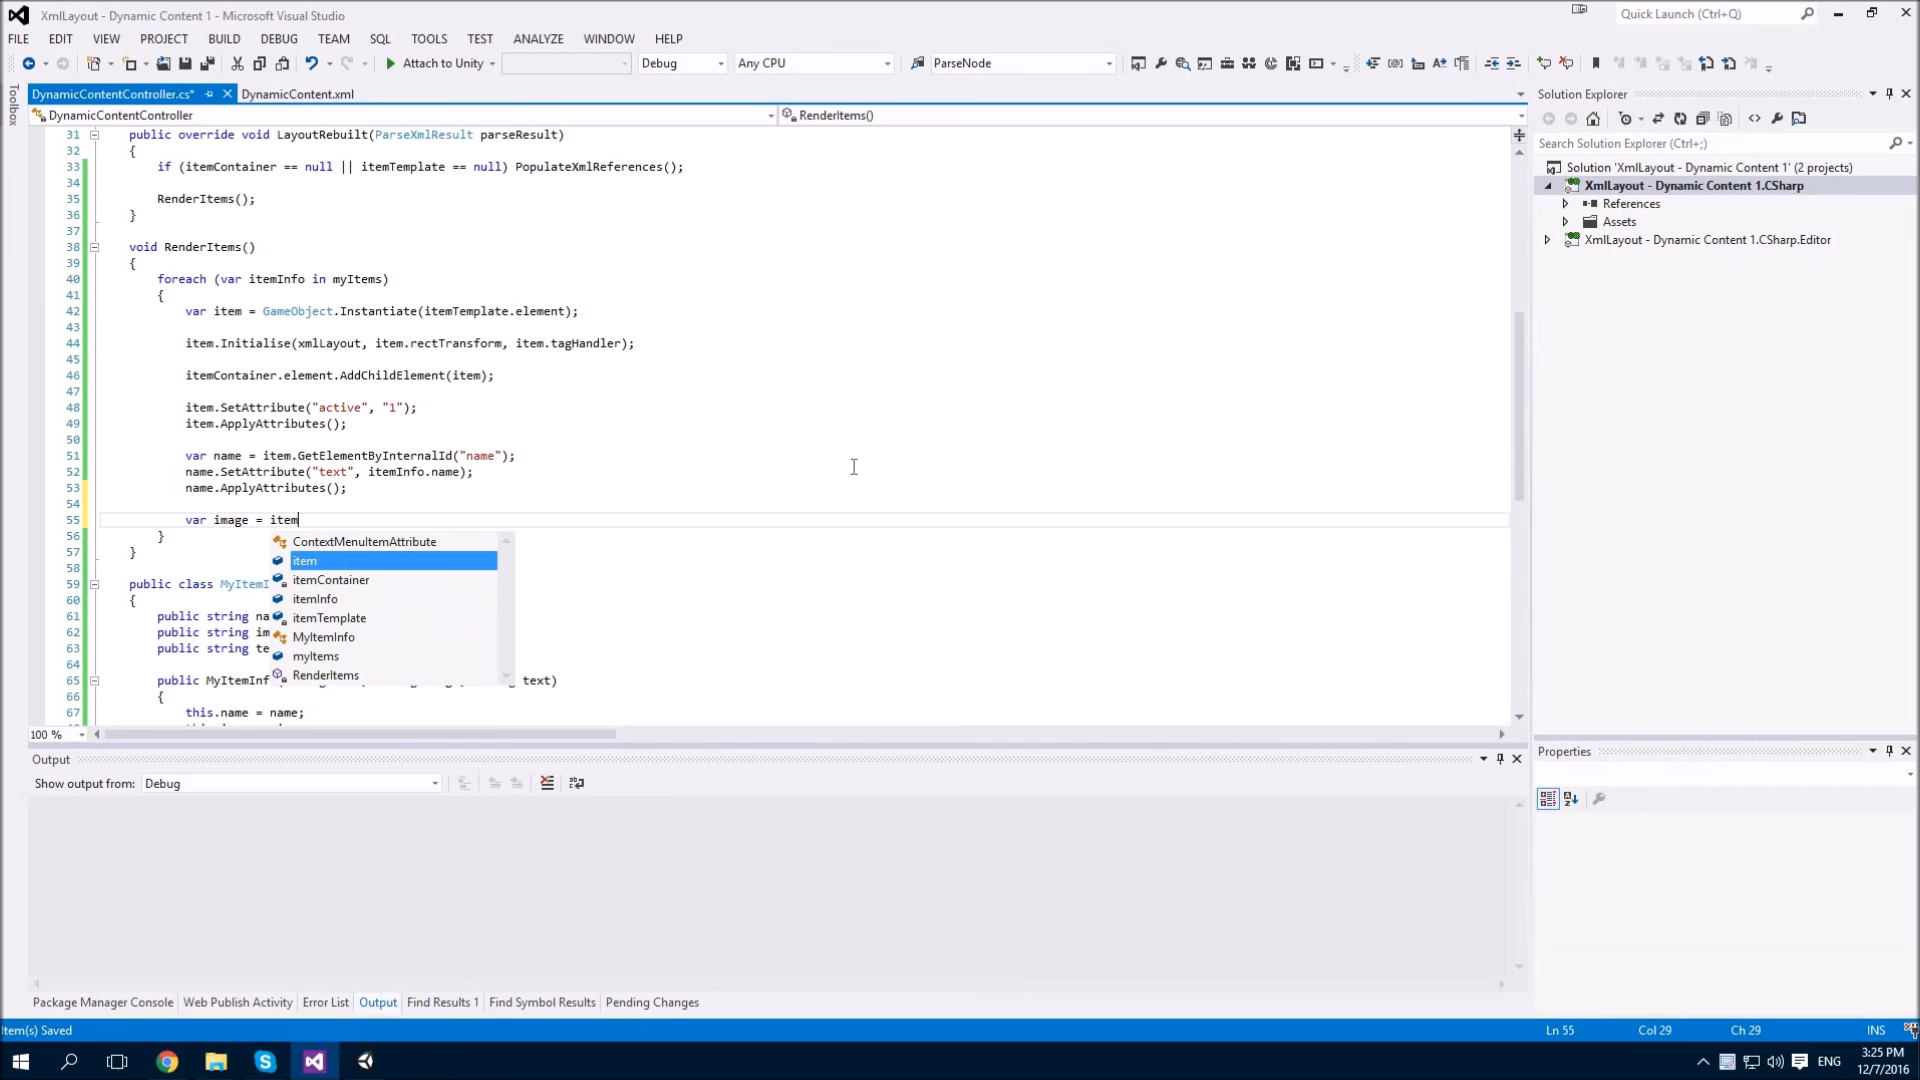 XmlLayout - Dynamic Content 1 - Microsoft Visual Studio
Quick Launch (Ctrl+Q)
FILE EDIT VIEW PROJECT BUILD DEBUG TEAM SQL TOOLS TEST ANALYZE WINDOW HELP
Attach to Unity Debug Any CPU ParseNode
Toolbox
DynamicContentController.cs* DynamicContent.xml
DynamicContentController RenderItems()
31 public override void LayoutRebuilt(ParseXmlResult parseResult)
32 {
33 if (itemContainer == null || itemTemplate == null) PopulateXmlReferences();
34
35 RenderItems();
36 }
37
38 void RenderItems()
39 {
40 foreach (var itemInfo in myItems)
41 {
42 var item = GameObject.Instantiate(itemTemplate.element);
43
44 item.Initialise(xmlLayout, item.rectTransform, item.tagHandler);
45
46 itemContainer.element.AddChildElement(item);
47
48 item.SetAttribute("active", "1");
49 item.ApplyAttributes();
50
51 var name = item.GetElementByInternalId("name");
52 name.SetAttribute("text", itemInfo.name);
53 name.ApplyAttributes();
54
55 var image = item
56 }
57 }
58
59 public class MyItemI
60 {
61 public string na
62 public string im
63 public string te
64
65 public MyItemInf text)
66 {
67 this.name = name;
ContextMenuItemAttribute
item
itemContainer
itemInfo
itemTemplate
MyItemInfo
myItems
RenderItems
100 %
Output
Show output from: Debug
Package Manager Console Web Publish Activity Error List Output Find Results 1 Find Symbol Results Pending Changes
Solution Explorer
Search Solution Explorer (Ctrl+;)
Solution 'XmlLayout - Dynamic Content 1' (2 projects)
XmlLayout - Dynamic Content 1.CSharp
References
Assets
XmlLayout - Dynamic Content 1.CSharp.Editor
Properties
Item(s) Saved Ln 55 Col 29 Ch 29 INS
ENG 3:25 PM
12/7/2016